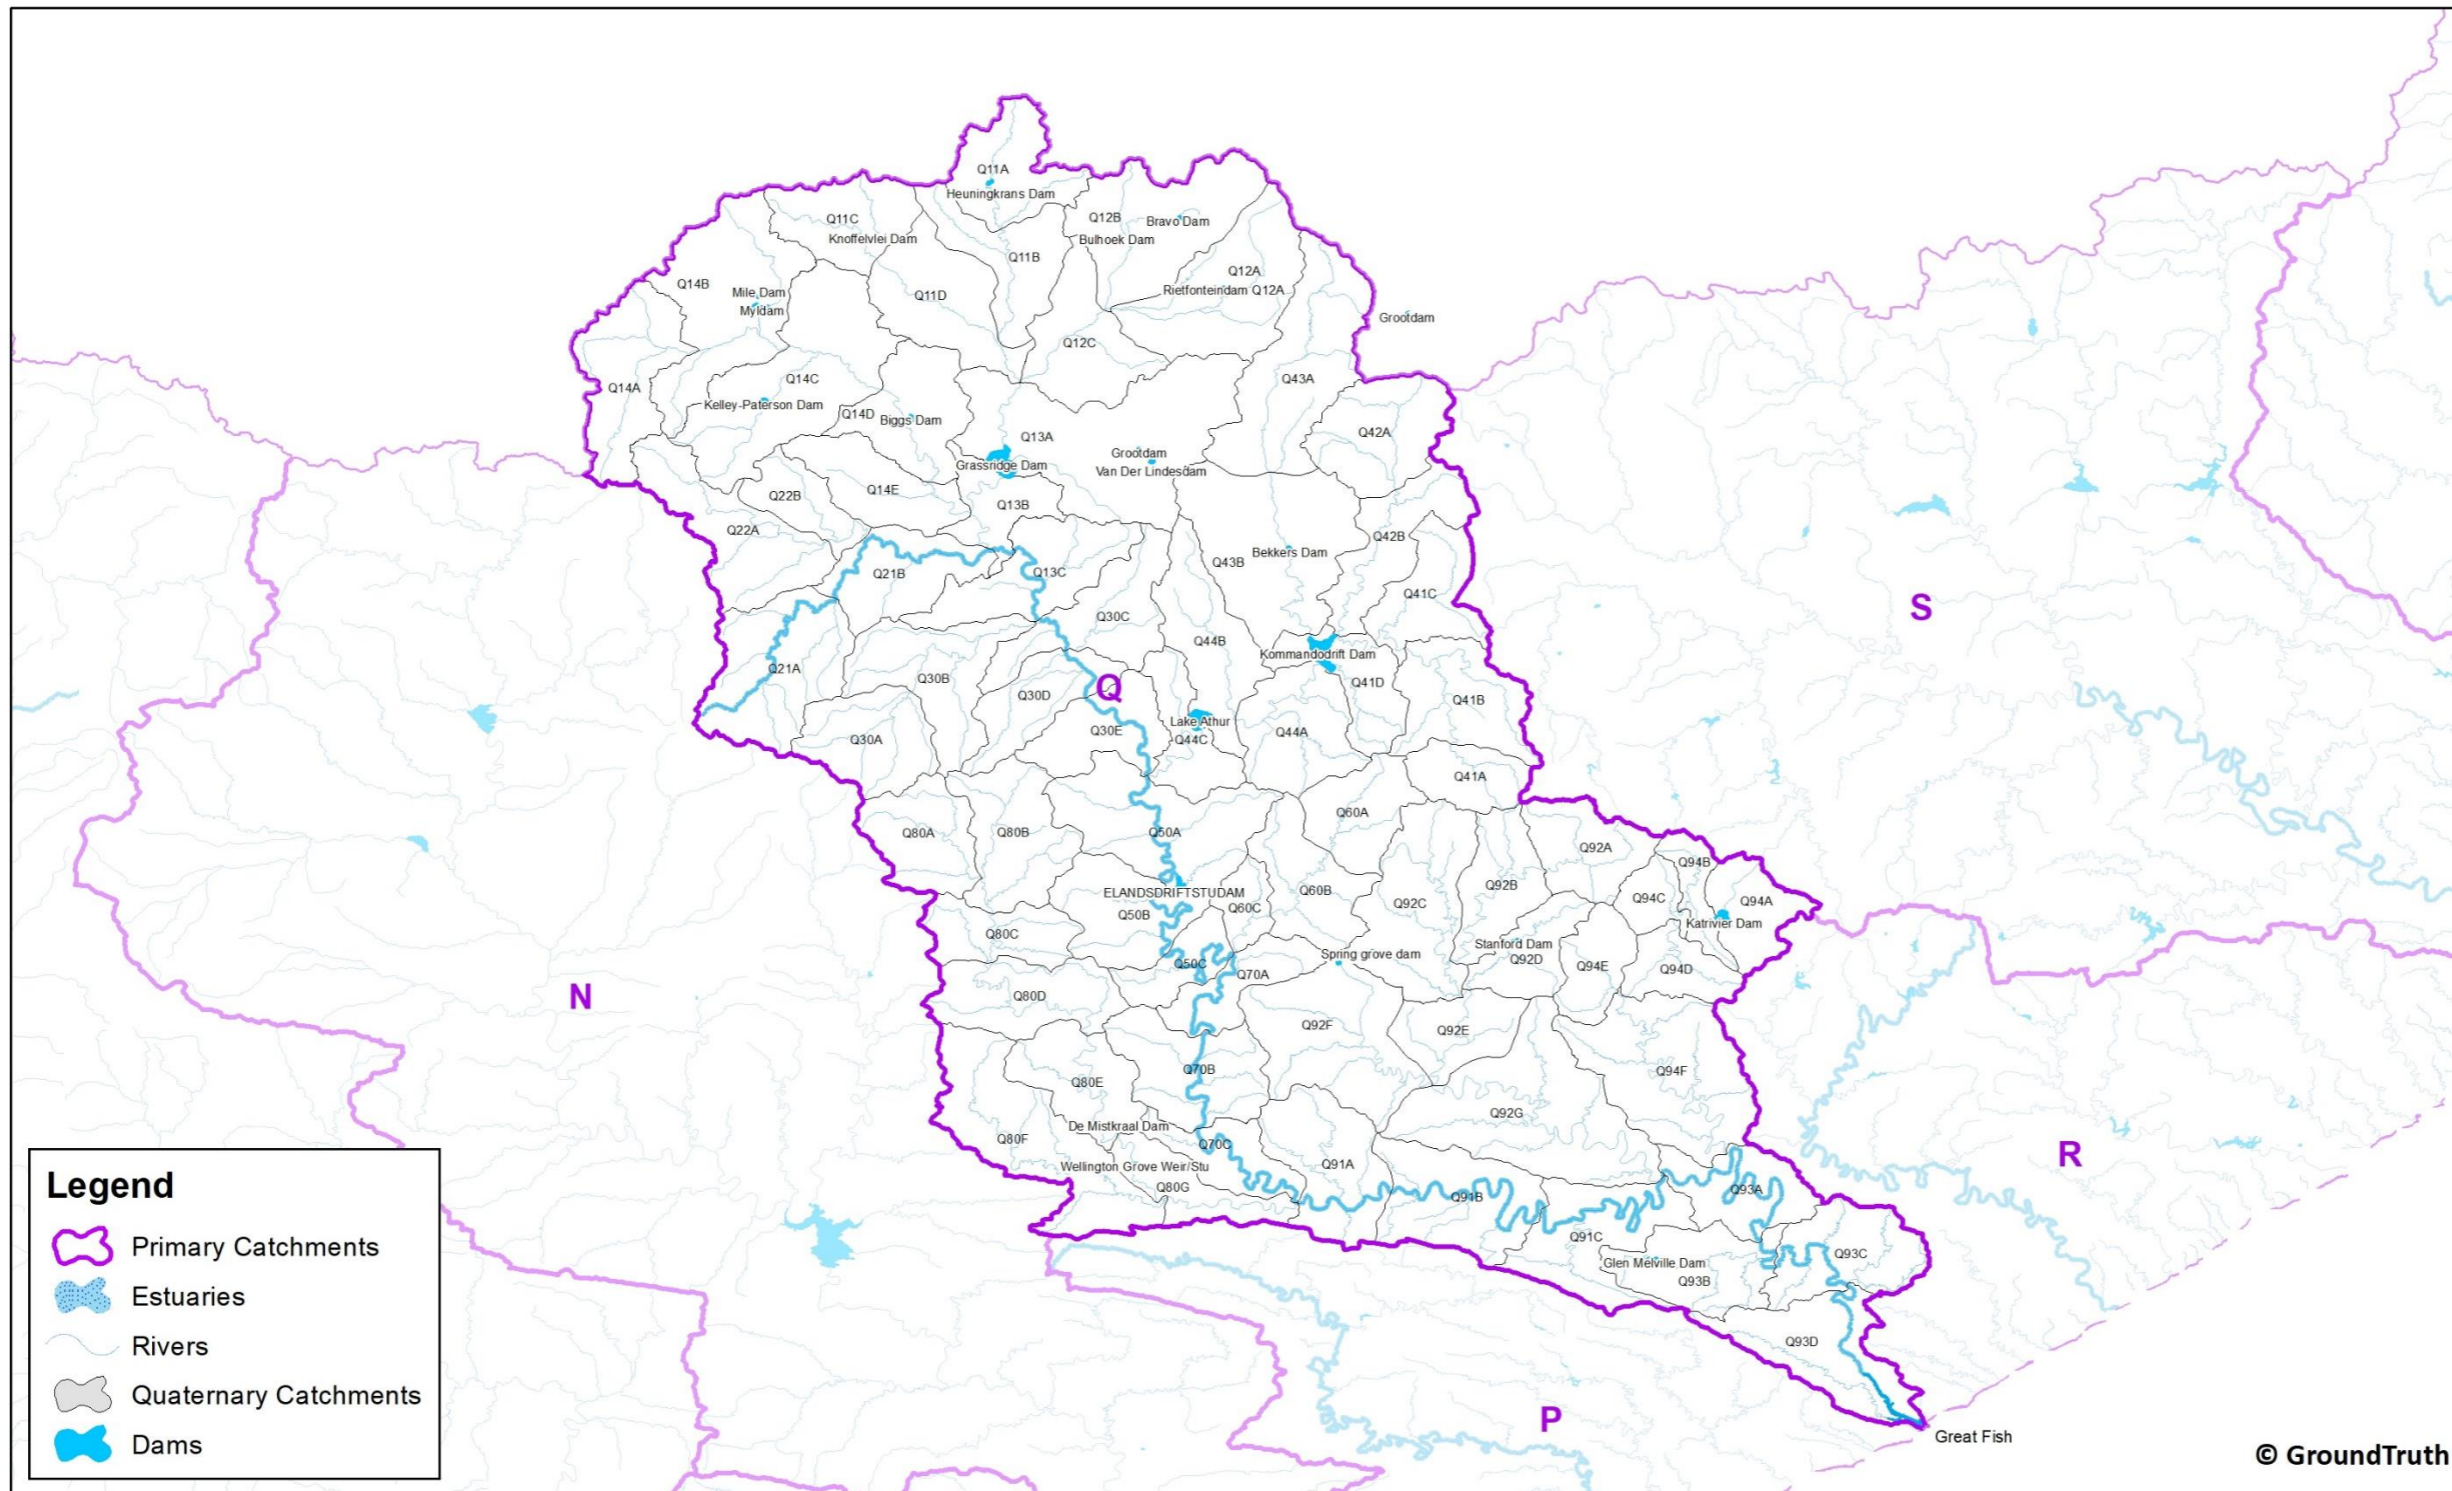 Q11A
Heuningkrans Dam
Q11C
Knoffelvlei Dam
Q12B
Bravo Dam
Bulhoek Dam
Q11B
Q12A
Rietfonteindam Q12A
Q14B
Mile Dam
Myldam
Q11D
Grootdam
Q12C
Q14A
Q14C
Kelley-Paterson Dam
Q14D
Biggs Dam
Q43A
Q42A
Q13A
Grassridge Dam
Grootdam
Van Der Lindesdam
Q22B
Q14E
Q13B
Q22A
Q42B
Q43B
Bekkers Dam
Q21B
Q13C
Q41C
Q30C
S
Q44B
Kommandodrift Dam
Q21A
Q30B
Q30D
Q
Q41D
Q41B
Lake Athur
Q30E
Q44C
Q44A
Q30A
Q41A
Q60A
Q80A
Q80B
Q50A
Q92A
Q94B
ELANDSDRIFTSTUDAM
Q60B
Q92B
Q50B
Q60C
Q92C
Q94C
Q94A
Katrivier Dam
Q80C
Stanford Dam
Q92D
Spring grove dam
Q50C
Q70A
Q94E
Q94D
N
Q80D
Q92F
Q92E
Q70B
Q94F
Q80E
Q92G
De Mistkraal Dam
Q80F
Q70C
R
Wellington Grove Weir/Stu
Q80G
Q91A
Q91B
Q93A
Q91C
Q93C
Glen Melville Dam
Q93B
Q93D
P
Great Fish
Legend
Primary Catchments
Estuaries
Rivers
Quaternary Catchments
Dams
© GroundTruth